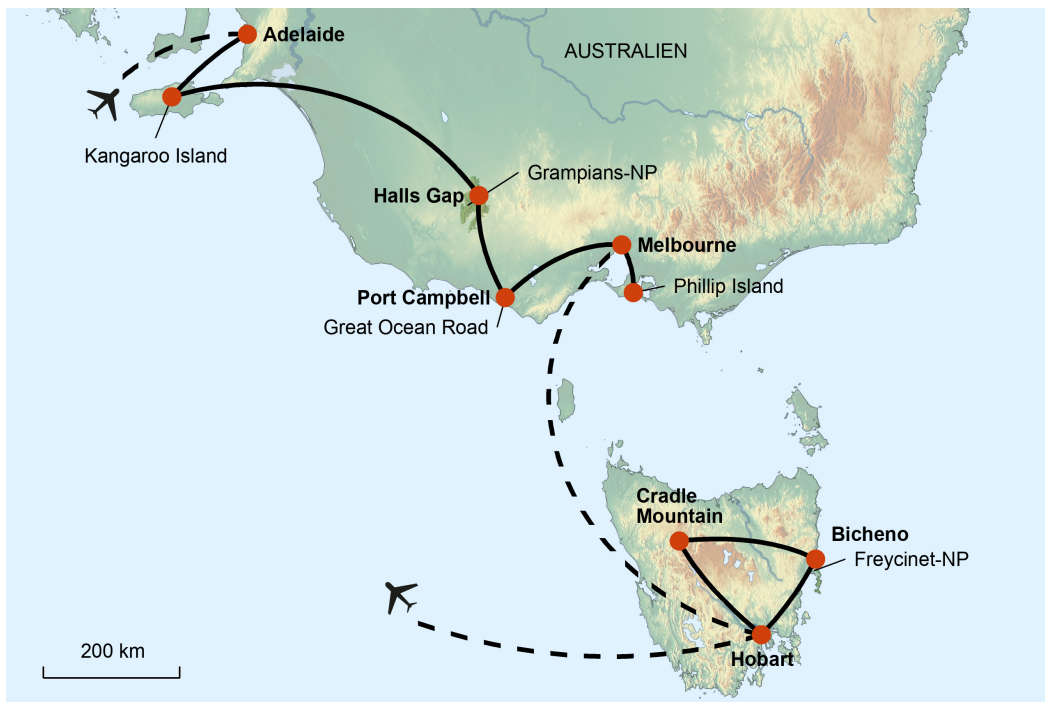 Adelaide
AUSTRALIEN
Kangaroo Island
Grampians-NP
Halls Gap
Melbourne
Phillip Island
Port Campbell
Great Ocean Road
Cradle
Mountain
Bicheno
Freycinet-NP
200 km
Hobart